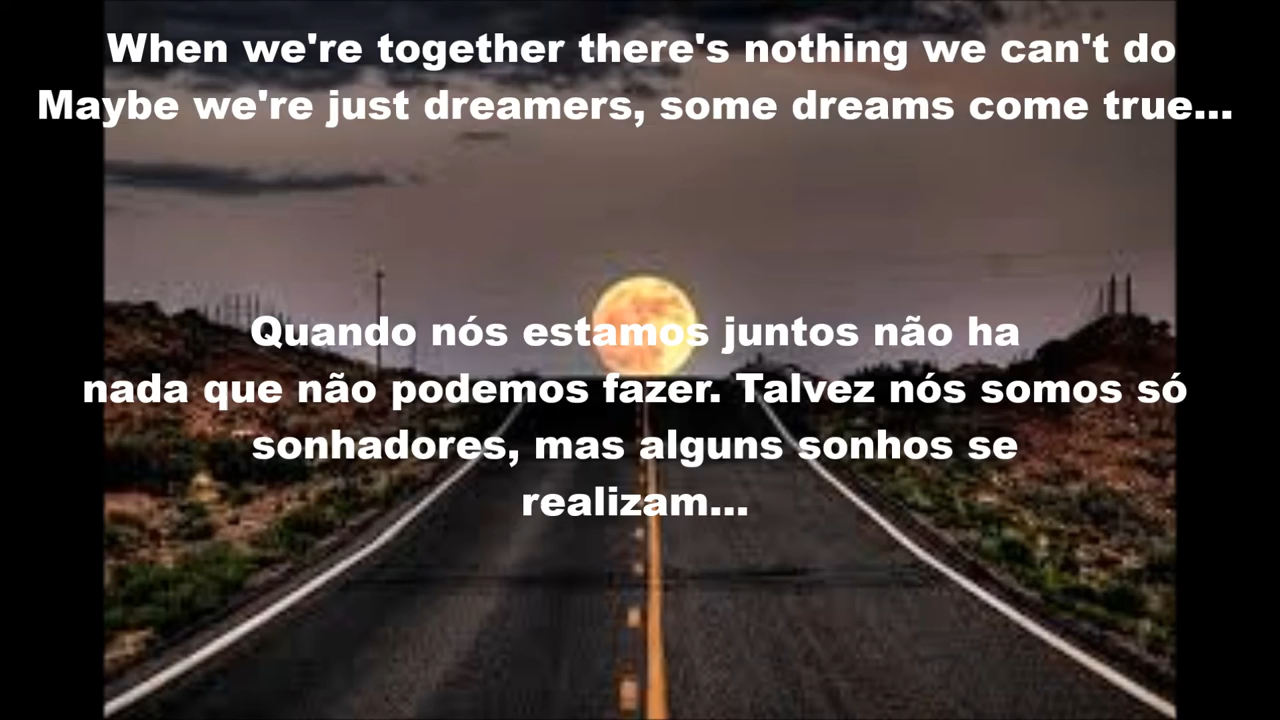 When we're together there's nothing we can't do
Maybe we're just dreamers, some dreams come true...
Quando nós estamos juntos não ha
nada que não podemos fazer. Talvez nós somos só
sonhadores, mas alguns sonhos se
realizam...